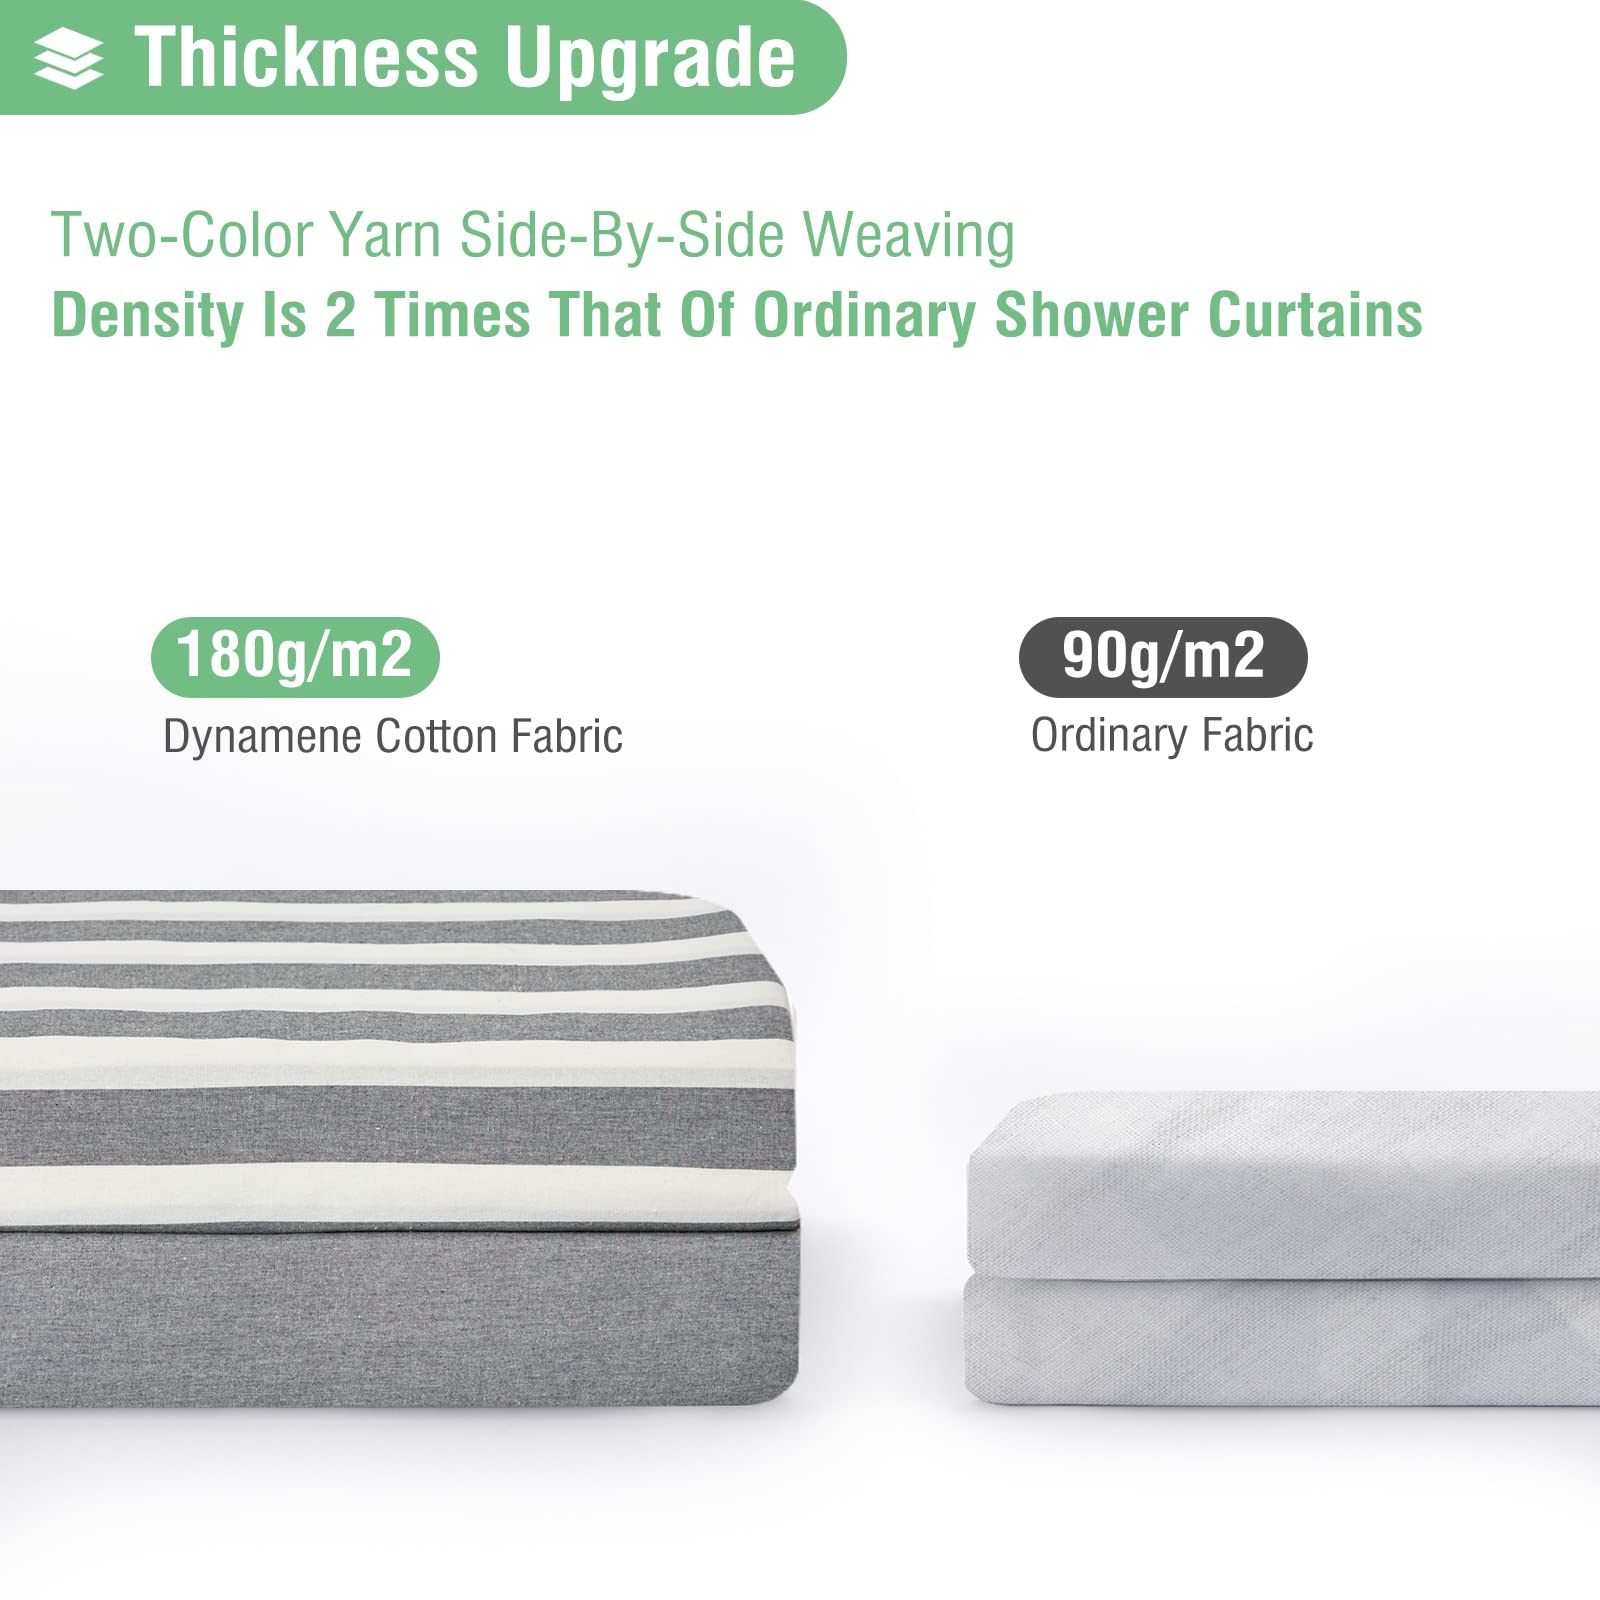 Thickness Upgrade
Two-Color Yarn Side-By-Side Weaving
Density Is 2 Times That Of Ordinary Shower Curtains
180g/m2
Dynamene Cotton Fabric
90g/m2
Ordinary Fabric